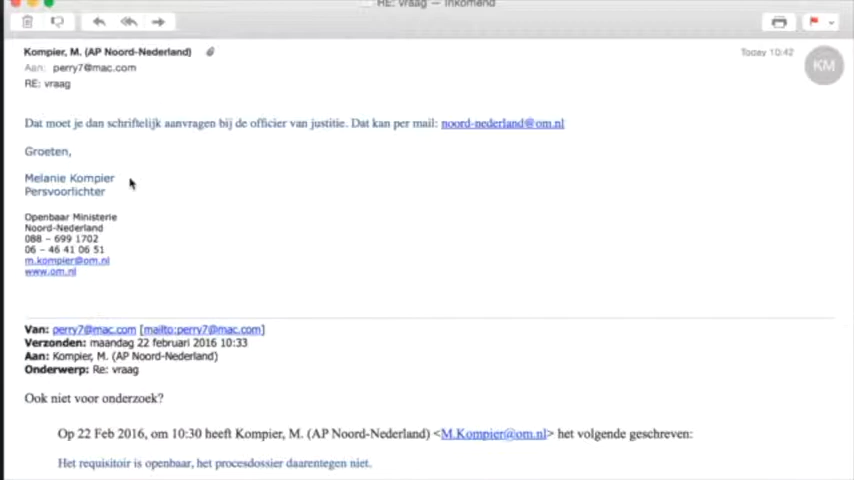 RE: vraag — Inkomend
Kompier, M. (AP Noord-Nederland)
Today 10:42
KM
Aan: perry7@mac.com
RE: vraag
Dat moet je dan schriftelijk aanvragen bij de officier van justitie. Dat kan per mail: noord-nederland@om.nl
Groeten,
Melanie Kompier
Persvoorlichter
Openbaar Ministerie
Noord-Nederland
088 – 699 1702
06 – 46 41 06 51
m.kompier@om.nl
www.om.nl
Van: perry7@mac.com [mailto:perry7@mac.com]
Verzonden: maandag 22 februari 2016 10:33
Aan: Kompier, M. (AP Noord-Nederland)
Onderwerp: Re: vraag
Ook niet voor onderzoek?
Op 22 Feb 2016, om 10:30 heeft Kompier, M. (AP Noord-Nederland) <M.Kompier@om.nl> het volgende geschreven:
Het requisitoir is openbaar, het procesdossier daarentegen niet.